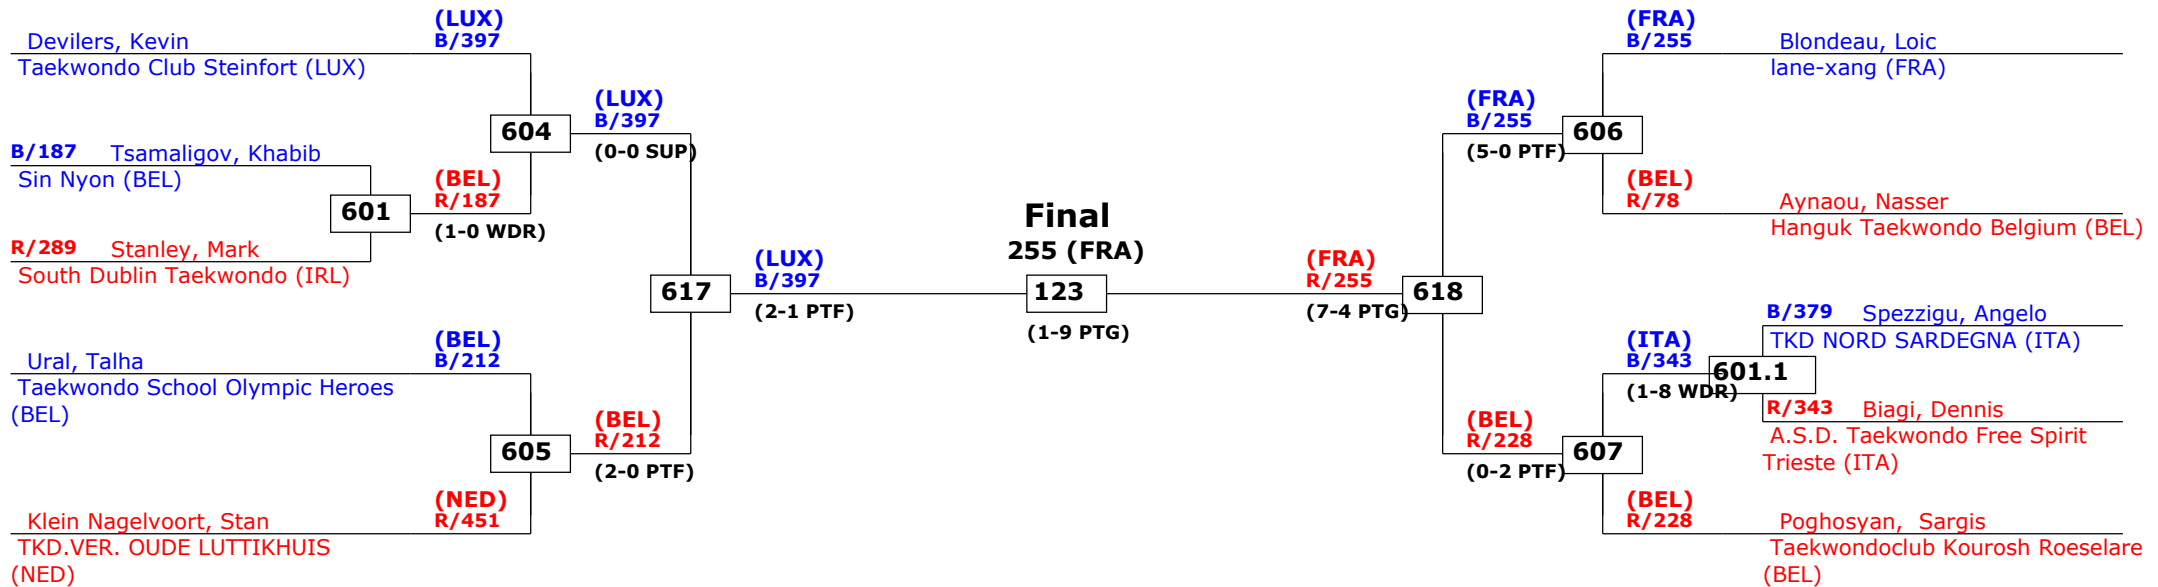 (LUX)
Devilers, Kevin B/397
Taekwondo Club Steinfort (LUX)
604
(LUX)
B/397
(0-0 SUP)
B/187 Tsamaligov, Khabib
Sin Nyon (BEL)
601
(BEL)
R/187
(1-0 WDR)
R/289 Stanley, Mark
South Dublin Taekwondo (IRL)
617
(LUX)
B/397
(2-1 PTF)
(BEL)
Ural, Talha B/212
Taekwondo School Olympic Heroes
(BEL)
605
(BEL)
R/212
(2-0 PTF)
(NED)
Klein Nagelvoort, Stan R/451
TKD.VER. OUDE LUTTIKHUIS
(NED)
Final
255 (FRA)
123
(1-9 PTG)
(FRA)
R/255
(7-4 PTG)
618
(FRA)
B/255 Blondeau, Loic
lane-xang (FRA)
(FRA)
B/255
(5-0 PTF)
606
(BEL)
R/78 Aynaou, Nasser
Hanguk Taekwondo Belgium (BEL)
B/379 Spezzigu, Angelo
TKD NORD SARDEGNA (ITA)
(ITA)
B/343
(1-8 WDR)
601.1
R/343 Biagi, Dennis
A.S.D. Taekwondo Free Spirit
Trieste (ITA)
(BEL)
R/228
(0-2 PTF)
607
(BEL)
R/228 Poghosyan, Sargis
Taekwondoclub Kourosh Roeselare
(BEL)